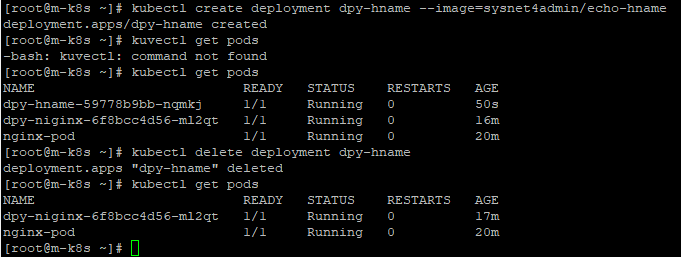 [root@m-k8s ~]# kubectl create deployment dpy-hname --image=sysnet4admin/echo-hname
deployment.apps/dpy-hname created
[root@m-k8s ~]# kuvectl get pods
-bash: kuvectl: command not found
[root@m-k8s ~]# kubectl get pods
NAME READY STATUS RESTARTS AGE
dpy-hname-59778b9bb-nqmkj 1/1 Running 0 50s
dpy-niginx-6f8bcc4d56-ml2qt 1/1 Running 0 16m
nginx-pod 1/1 Running 0 20m
[root@m-k8s ~]# kubectl delete deployment dpy-hname
deployment.apps "dpy-hname" deleted
[root@m-k8s ~]# kubectl get pods
NAME READY STATUS RESTARTS AGE
dpy-niginx-6f8bcc4d56-ml2qt 1/1 Running 0 17m
nginx-pod 1/1 Running 0 20m
[root@m-k8s ~]#